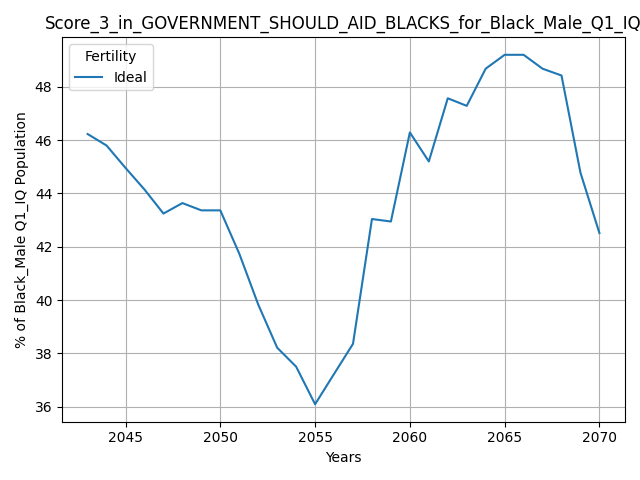 Score_3_in_GOVERNMENT_SHOULD_AID_BLACKS_for_Black_Male_Q1_IQ
Fertility
Ideal
% of Black_Male Q1_IQ Population
48
46
44
42
40
38
36
2045
2050
2055
2060
2065
2070
Years